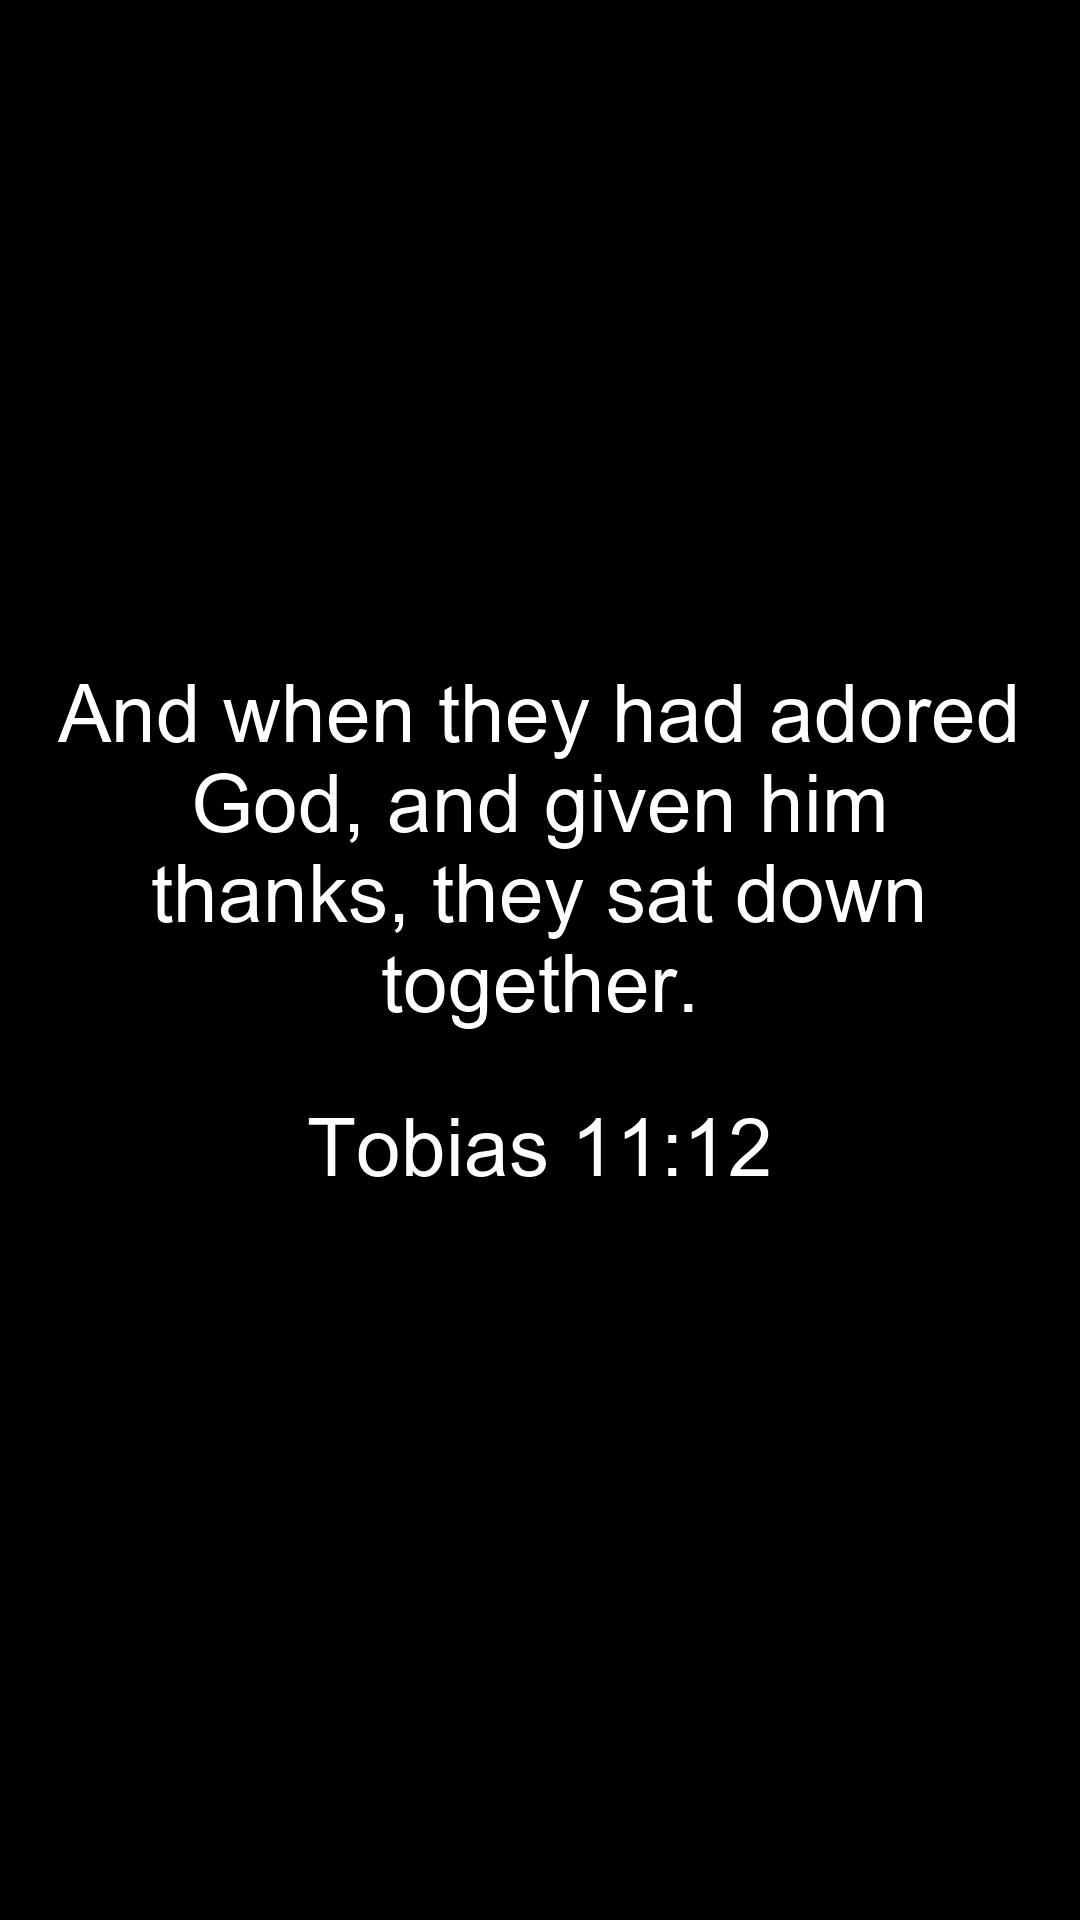 And when they had adored
God, and given him
thanks, they sat down
together.
Tobias 11:12